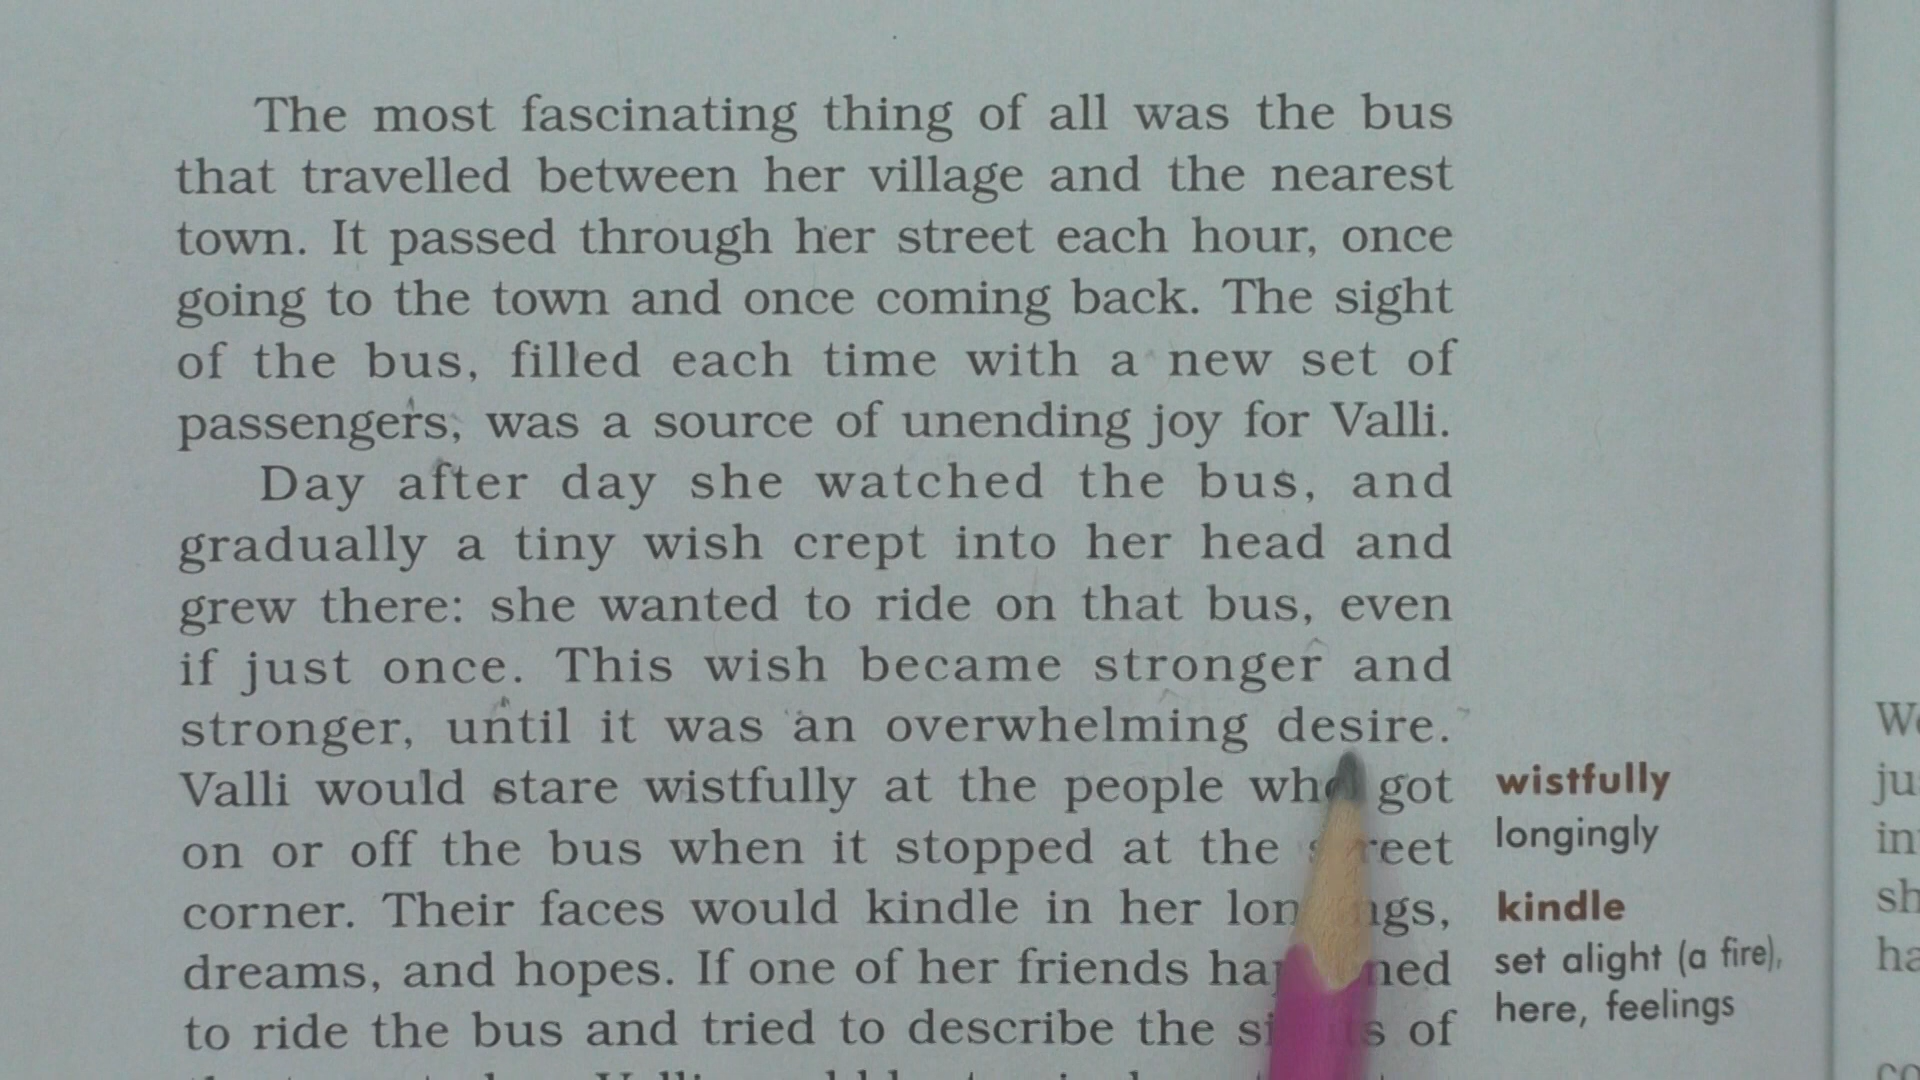 The most fascinating thing of all was the bus
that travelled between her village and the nearest
town. It passed through her street each hour, once
going to the town and once coming back. The sight
of the bus, filled each time with a new set of
passengers, was a source of unending joy for Valli.
Day after day she watched the bus, and
gradually a tiny wish crept into her head and
grew there: she wanted to ride on that bus, even
if just once. This wish became stronger and
stronger, until it was an overwhelming desire.
Valli would stare wistfully at the people who got
on or off the bus when it stopped at the street
corner. Their faces would kindle in her longings,
dreams, and hopes. If one of her friends happened
to ride the bus and tried to describe the sights of
wistfully
longingly
kindle
set alight (a fire),
here, feelings